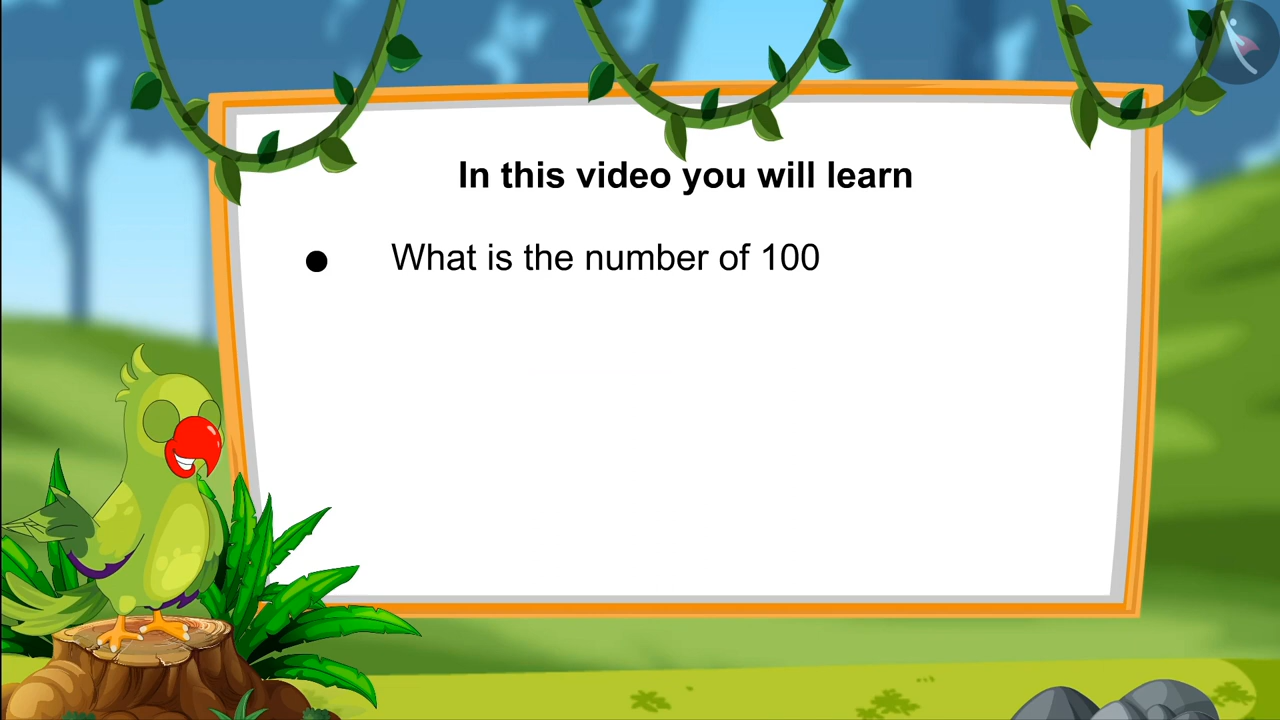 In this video you will learn
● What is the number of 100